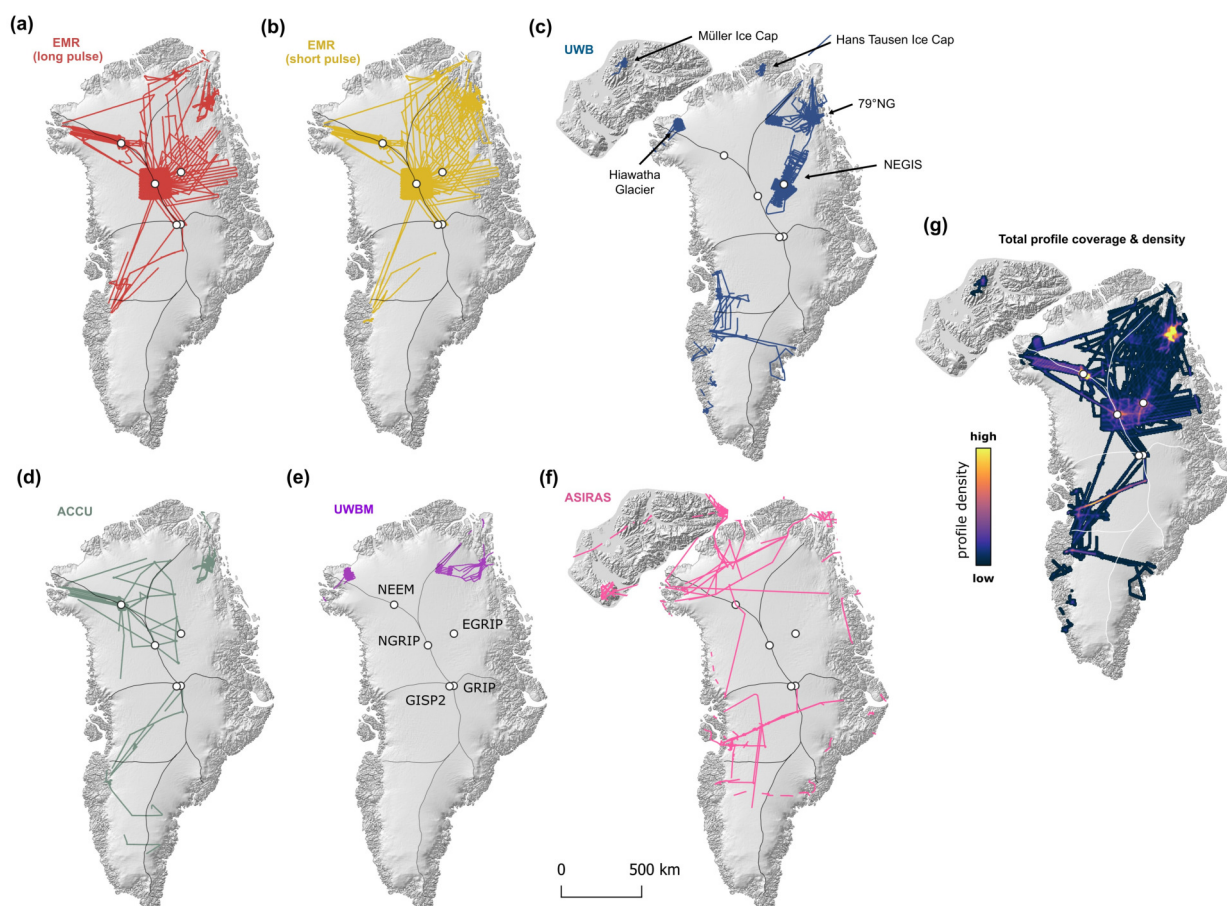 (a)
EMR
(long pulse)
(b)
EMR
(short pulse)
(c)
UWB
Müller Ice Cap
Hans Tausen Ice Cap
79°NG
NEGIS
Hiawatha
Glacier
(g)
Total profile coverage & density
high
profile density
low
(d)
ACCU
(e)
UWBM
NEEM
NGRIP
EGRIP
GISP2
GRIP
(f)
ASIRAS
0
500 km